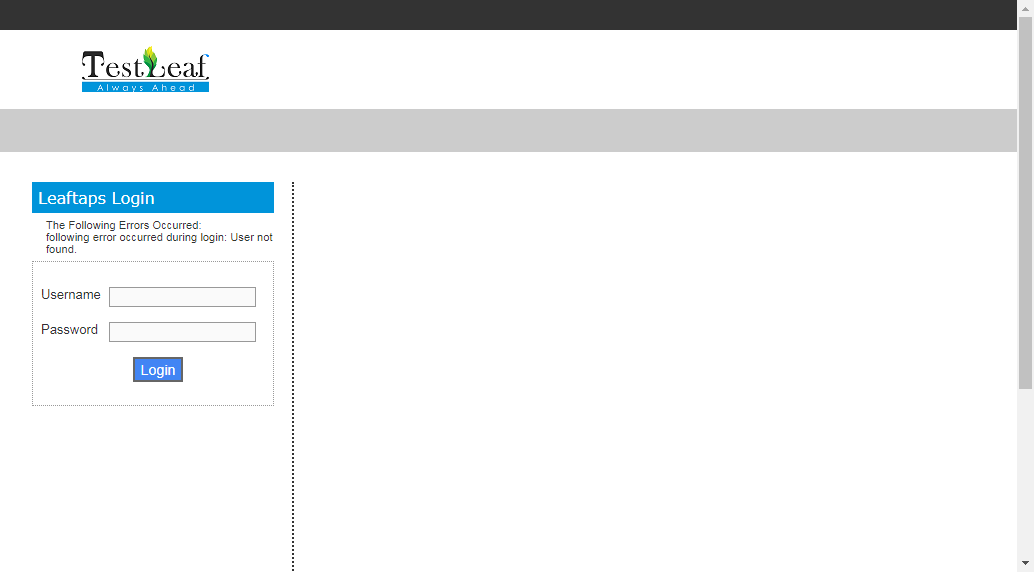 TestLeaf
Always Ahead
Leaftaps Login
The Following Errors Occurred:
following error occurred during login: User not
found.
Username
Password
Login